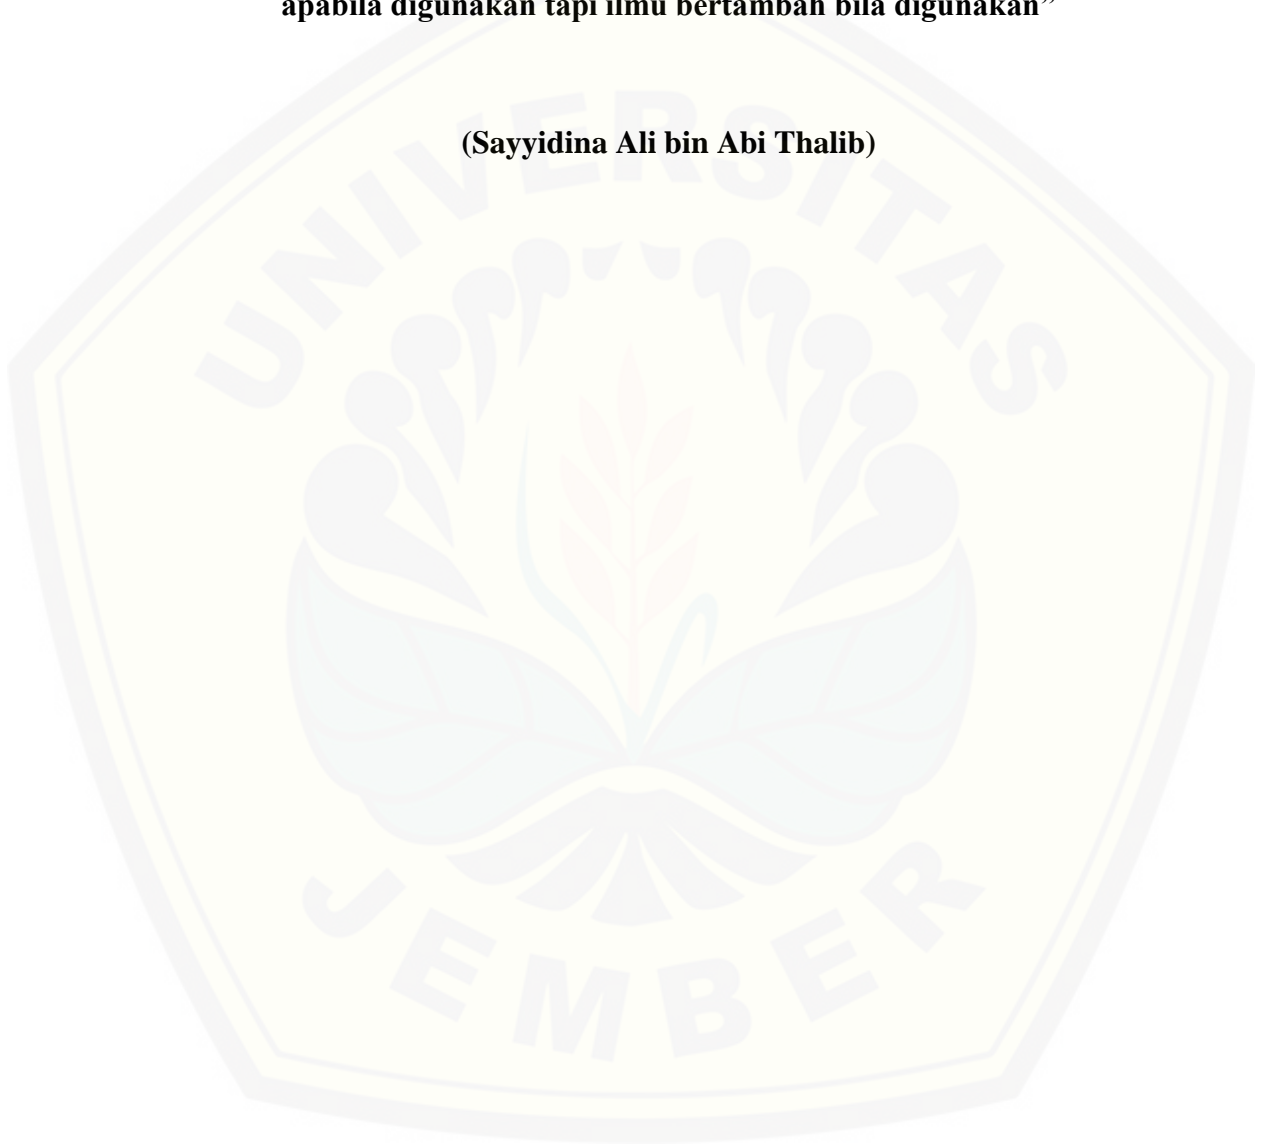 apabila digunakan tapi ilmu bertambah bila digunakan”
(Sayyidina Ali bin Abi Thalib)
UNIVERSITAS
JEMBER